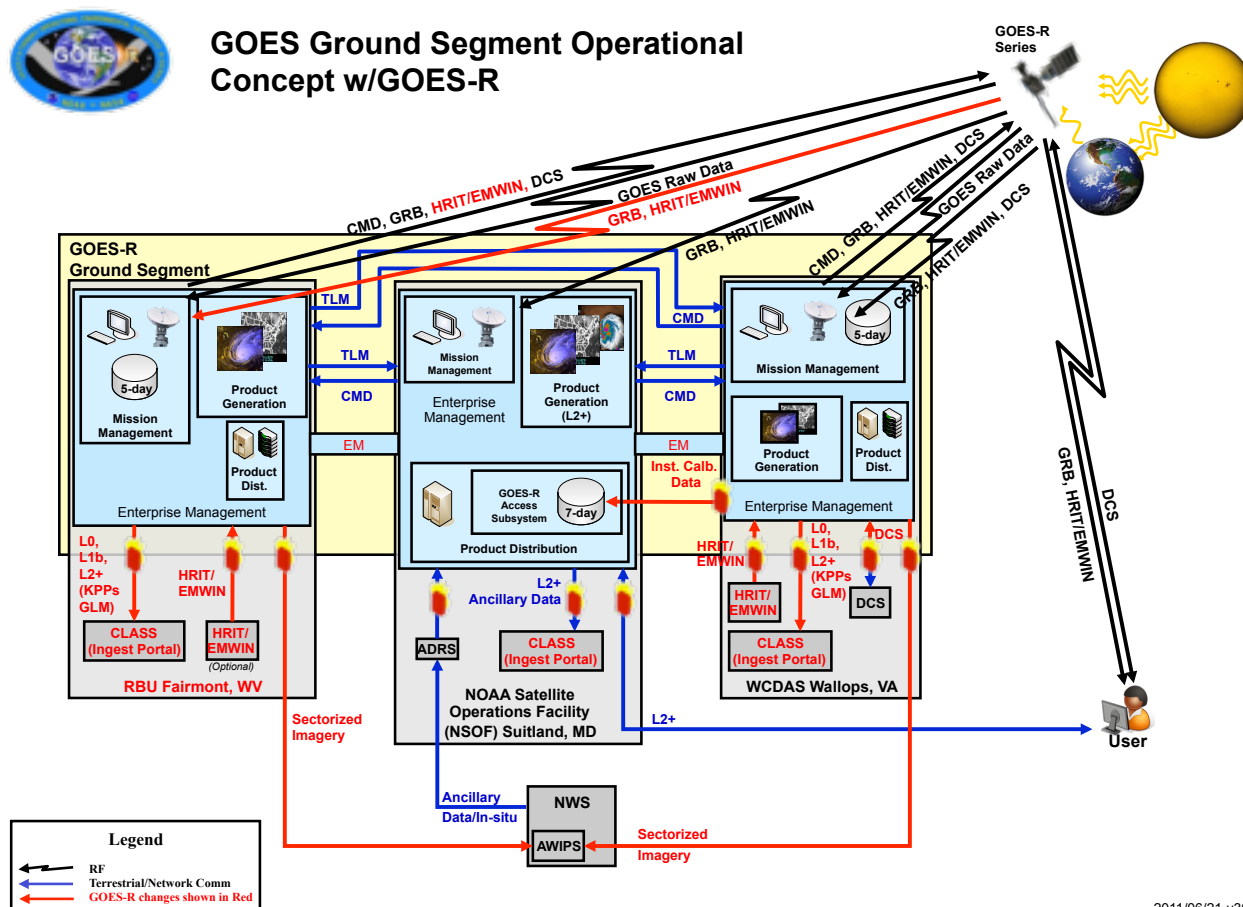 GOES-R
NOAA • NASA
GOES Ground Segment Operational
Concept w/GOES-R
GOES-R
Series
CMD, GRB, HRIT/EMWIN, DCS
GOES Raw Data
GRB, HRIT/EMWIN
GRB, HRIT/EMWIN
CMD, GRB, HRIT/EMWIN, DCS
GOES Raw Data
GRB, HRIT/EMWIN, DCS
GRB, HRIT/EMWIN
DCS
GOES-R
Ground Segment
TLM
CMD
5-day
Mission
Management
Product
Generation
Product
Dist.
Enterprise Management
TLM
CMD
EM
Mission
Management
Enterprise
Management
Product
Generation
(L2+)
GOES-R
Access
Subsystem
7-day
Product Distribution
TLM
CMD
EM
Inst. Calb.
Data
5-day
Mission Management
Product
Generation
Product
Dist.
Enterprise Management
L0,
L1b,
L2+
(KPPs
GLM)
HRIT/
EMWIN
CLASS
(Ingest Portal)
HRIT/
EMWIN
(Optional)
RBU Fairmont, WV
L2+
Ancillary Data
ADRS
CLASS
(Ingest Portal)
NOAA Satellite
Operations Facility
(NSOF) Suitland, MD
HRIT/
EMWIN
L0,
L1b,
L2+
(KPPs
GLM)
DCS
HRIT/
EMWIN
DCS
CLASS
(Ingest Portal)
WCDAS Wallops, VA
Sectorized
Imagery
L2+
User
Ancillary
Data/In-situ
NWS
AWIPS
Sectorized
Imagery
Legend
RF
Terrestrial/Network Comm
GOES-R changes shown in Red